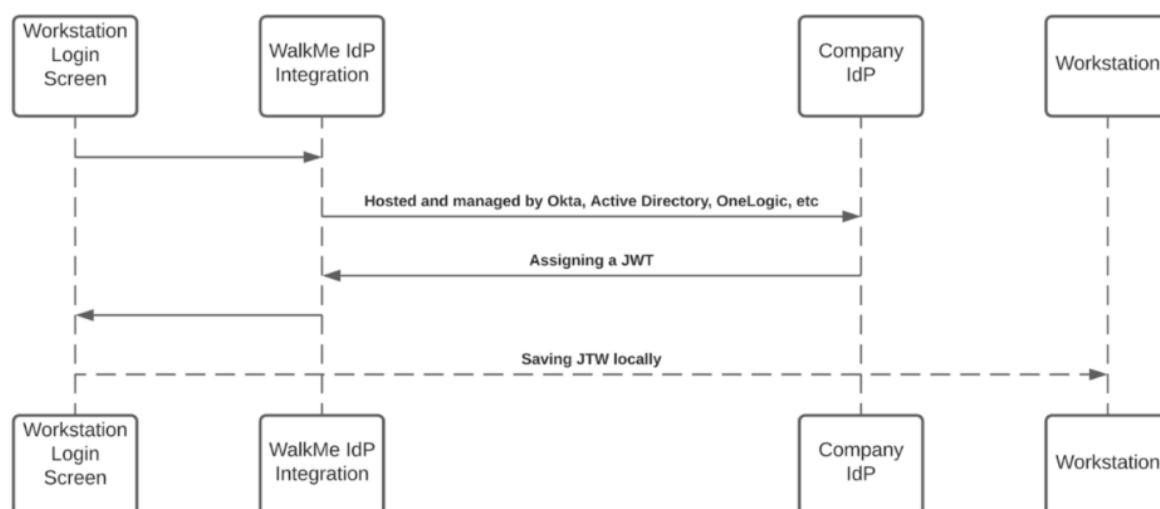 Workstation
Login
Screen
WalkMe IdP
Integration
Company
IdP
Workstation
Hosted and managed by Okta, Active Directory, OneLogic, etc
Assigning a JWT
Saving JTW locally
Workstation
Login
Screen
WalkMe IdP
Integration
Company
IdP
Workstation